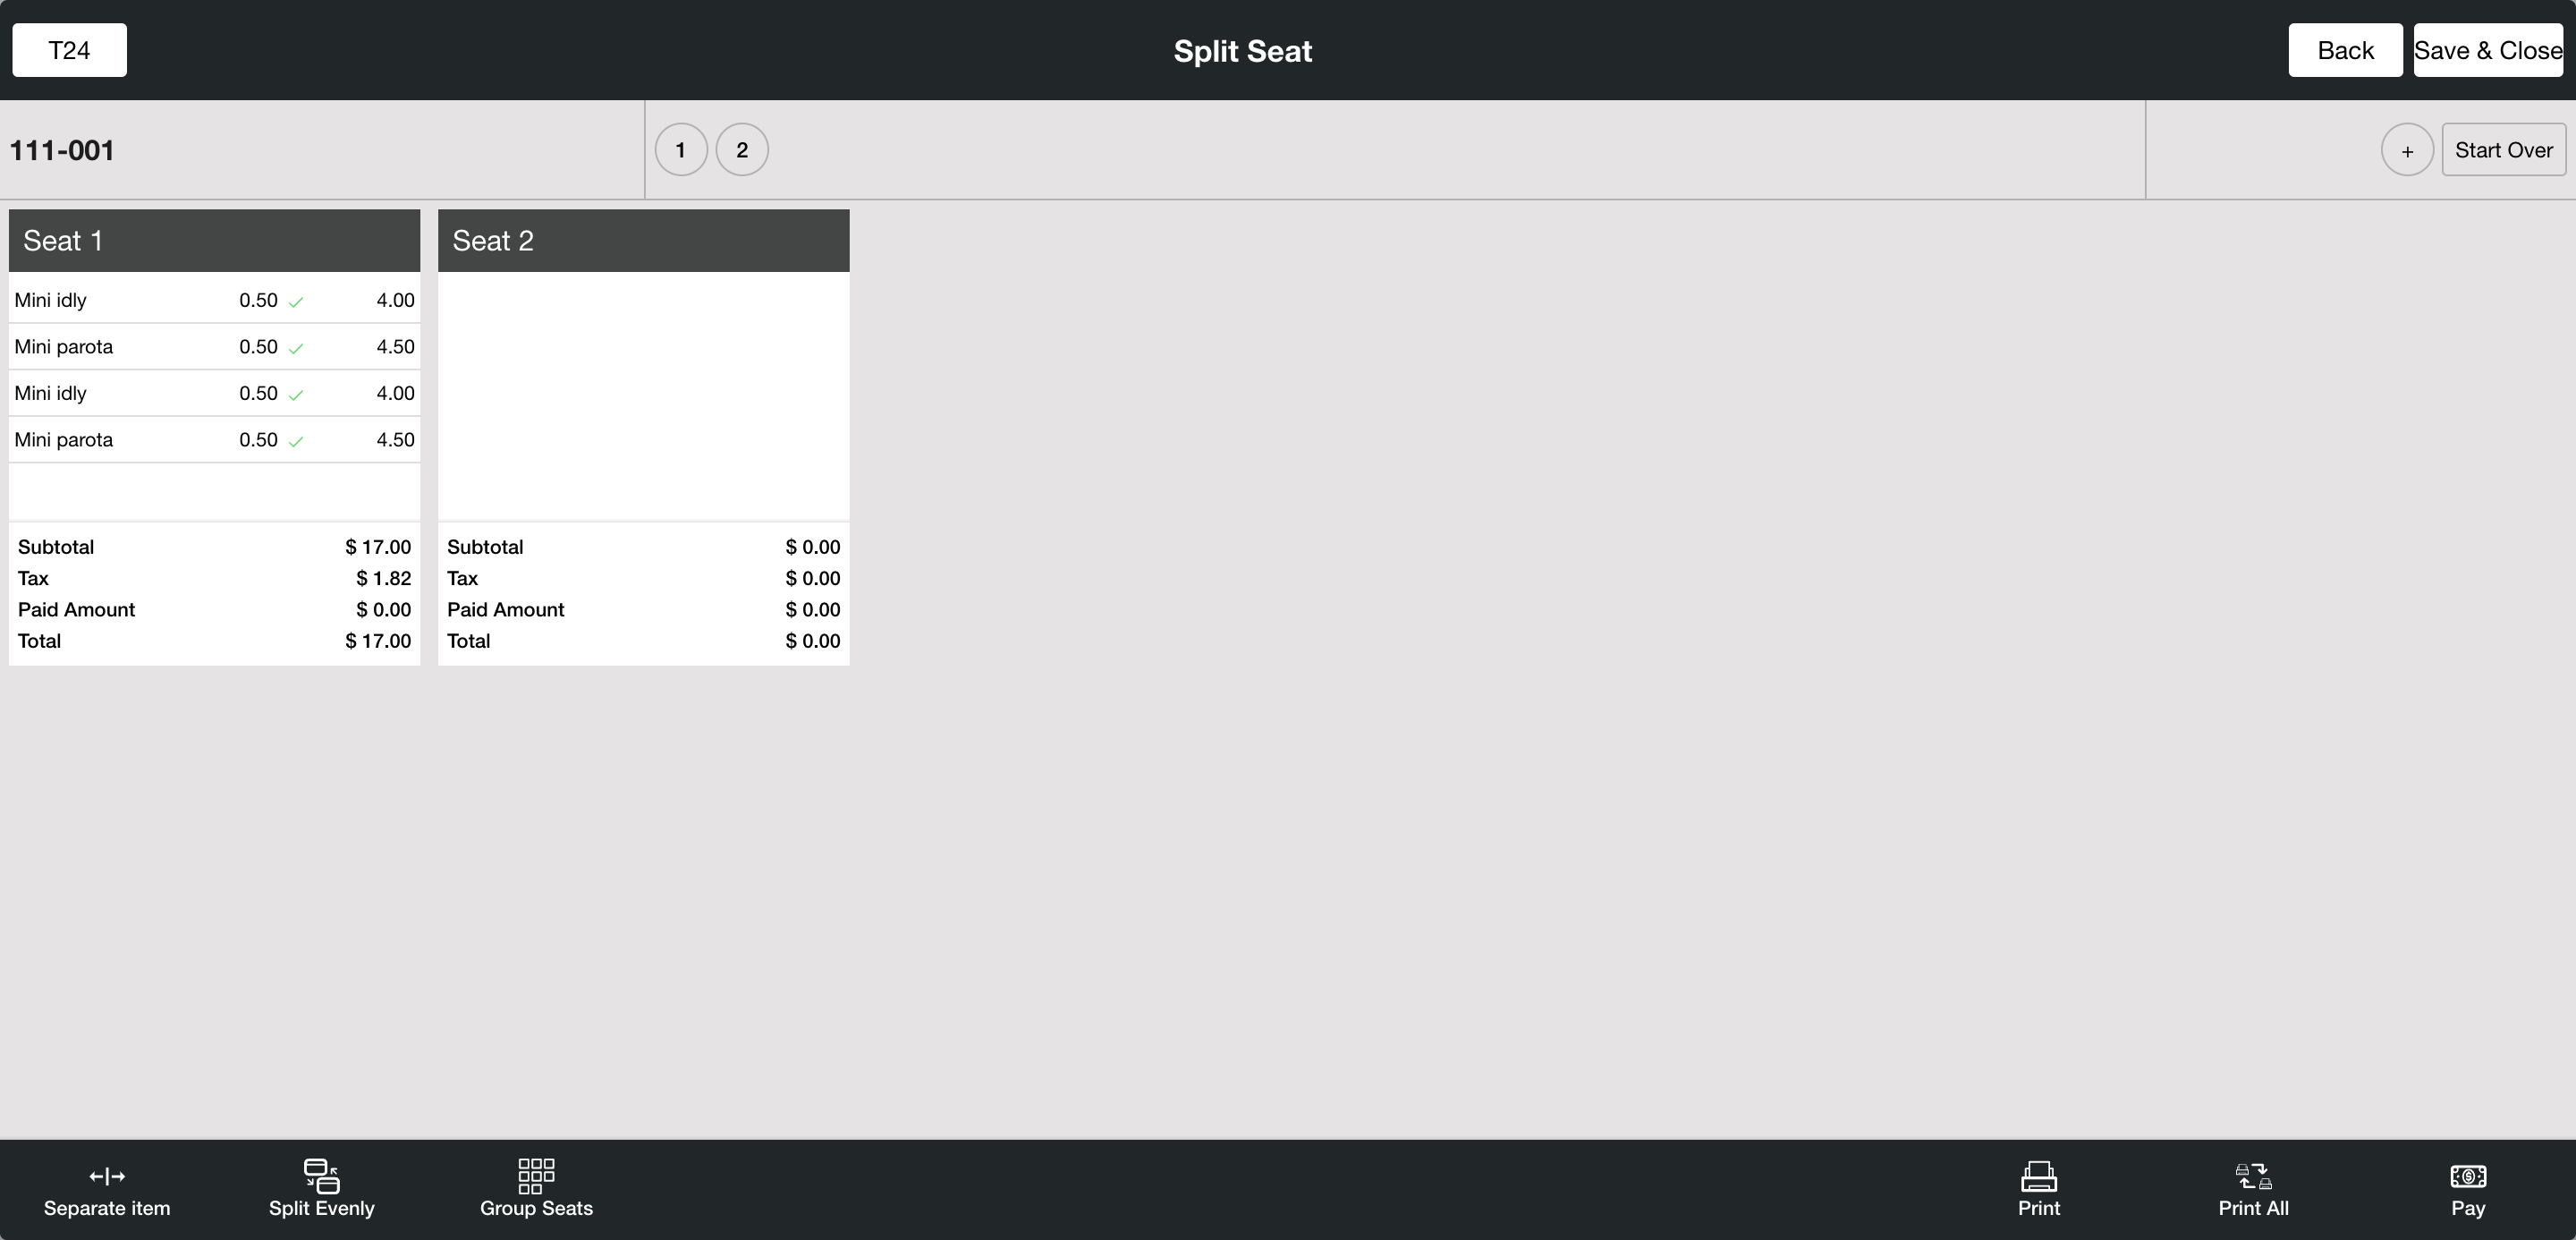 T24
Split Seat
Back
Save & Close
111-001
1
2
+
Start Over
Seat 1
Mini idly 0.50 4.00
Mini parota 0.50 4.50
Mini idly 0.50 4.00
Mini parota 0.50 4.50
Subtotal $ 17.00
Tax $ 1.82
Paid Amount $ 0.00
Total $ 17.00
Seat 2
Subtotal $ 0.00
Tax $ 0.00
Paid Amount $ 0.00
Total $ 0.00
Separate item
Split Evenly
Group Seats
Print
Print All
Pay